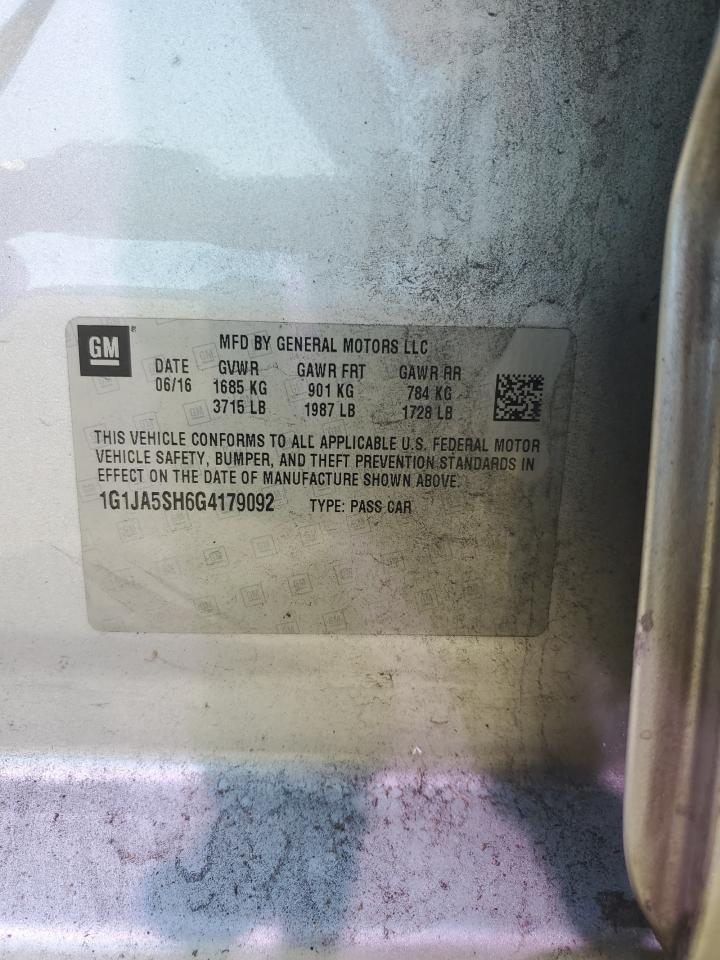 GM®
MFD BY GENERAL MOTORS LLC
DATE GVWR GAWR FRT GAWR RR
06/16 1685 KG 901 KG 784 KG
3715 LB 1987 LB 1728 LB
THIS VEHICLE CONFORMS TO ALL APPLICABLE U.S. FEDERAL MOTOR
VEHICLE SAFETY, BUMPER, AND THEFT PREVENTION STANDARDS IN
EFFECT ON THE DATE OF MANUFACTURE SHOWN ABOVE.
1G1JA5SH6G4179092 TYPE: PASS CAR